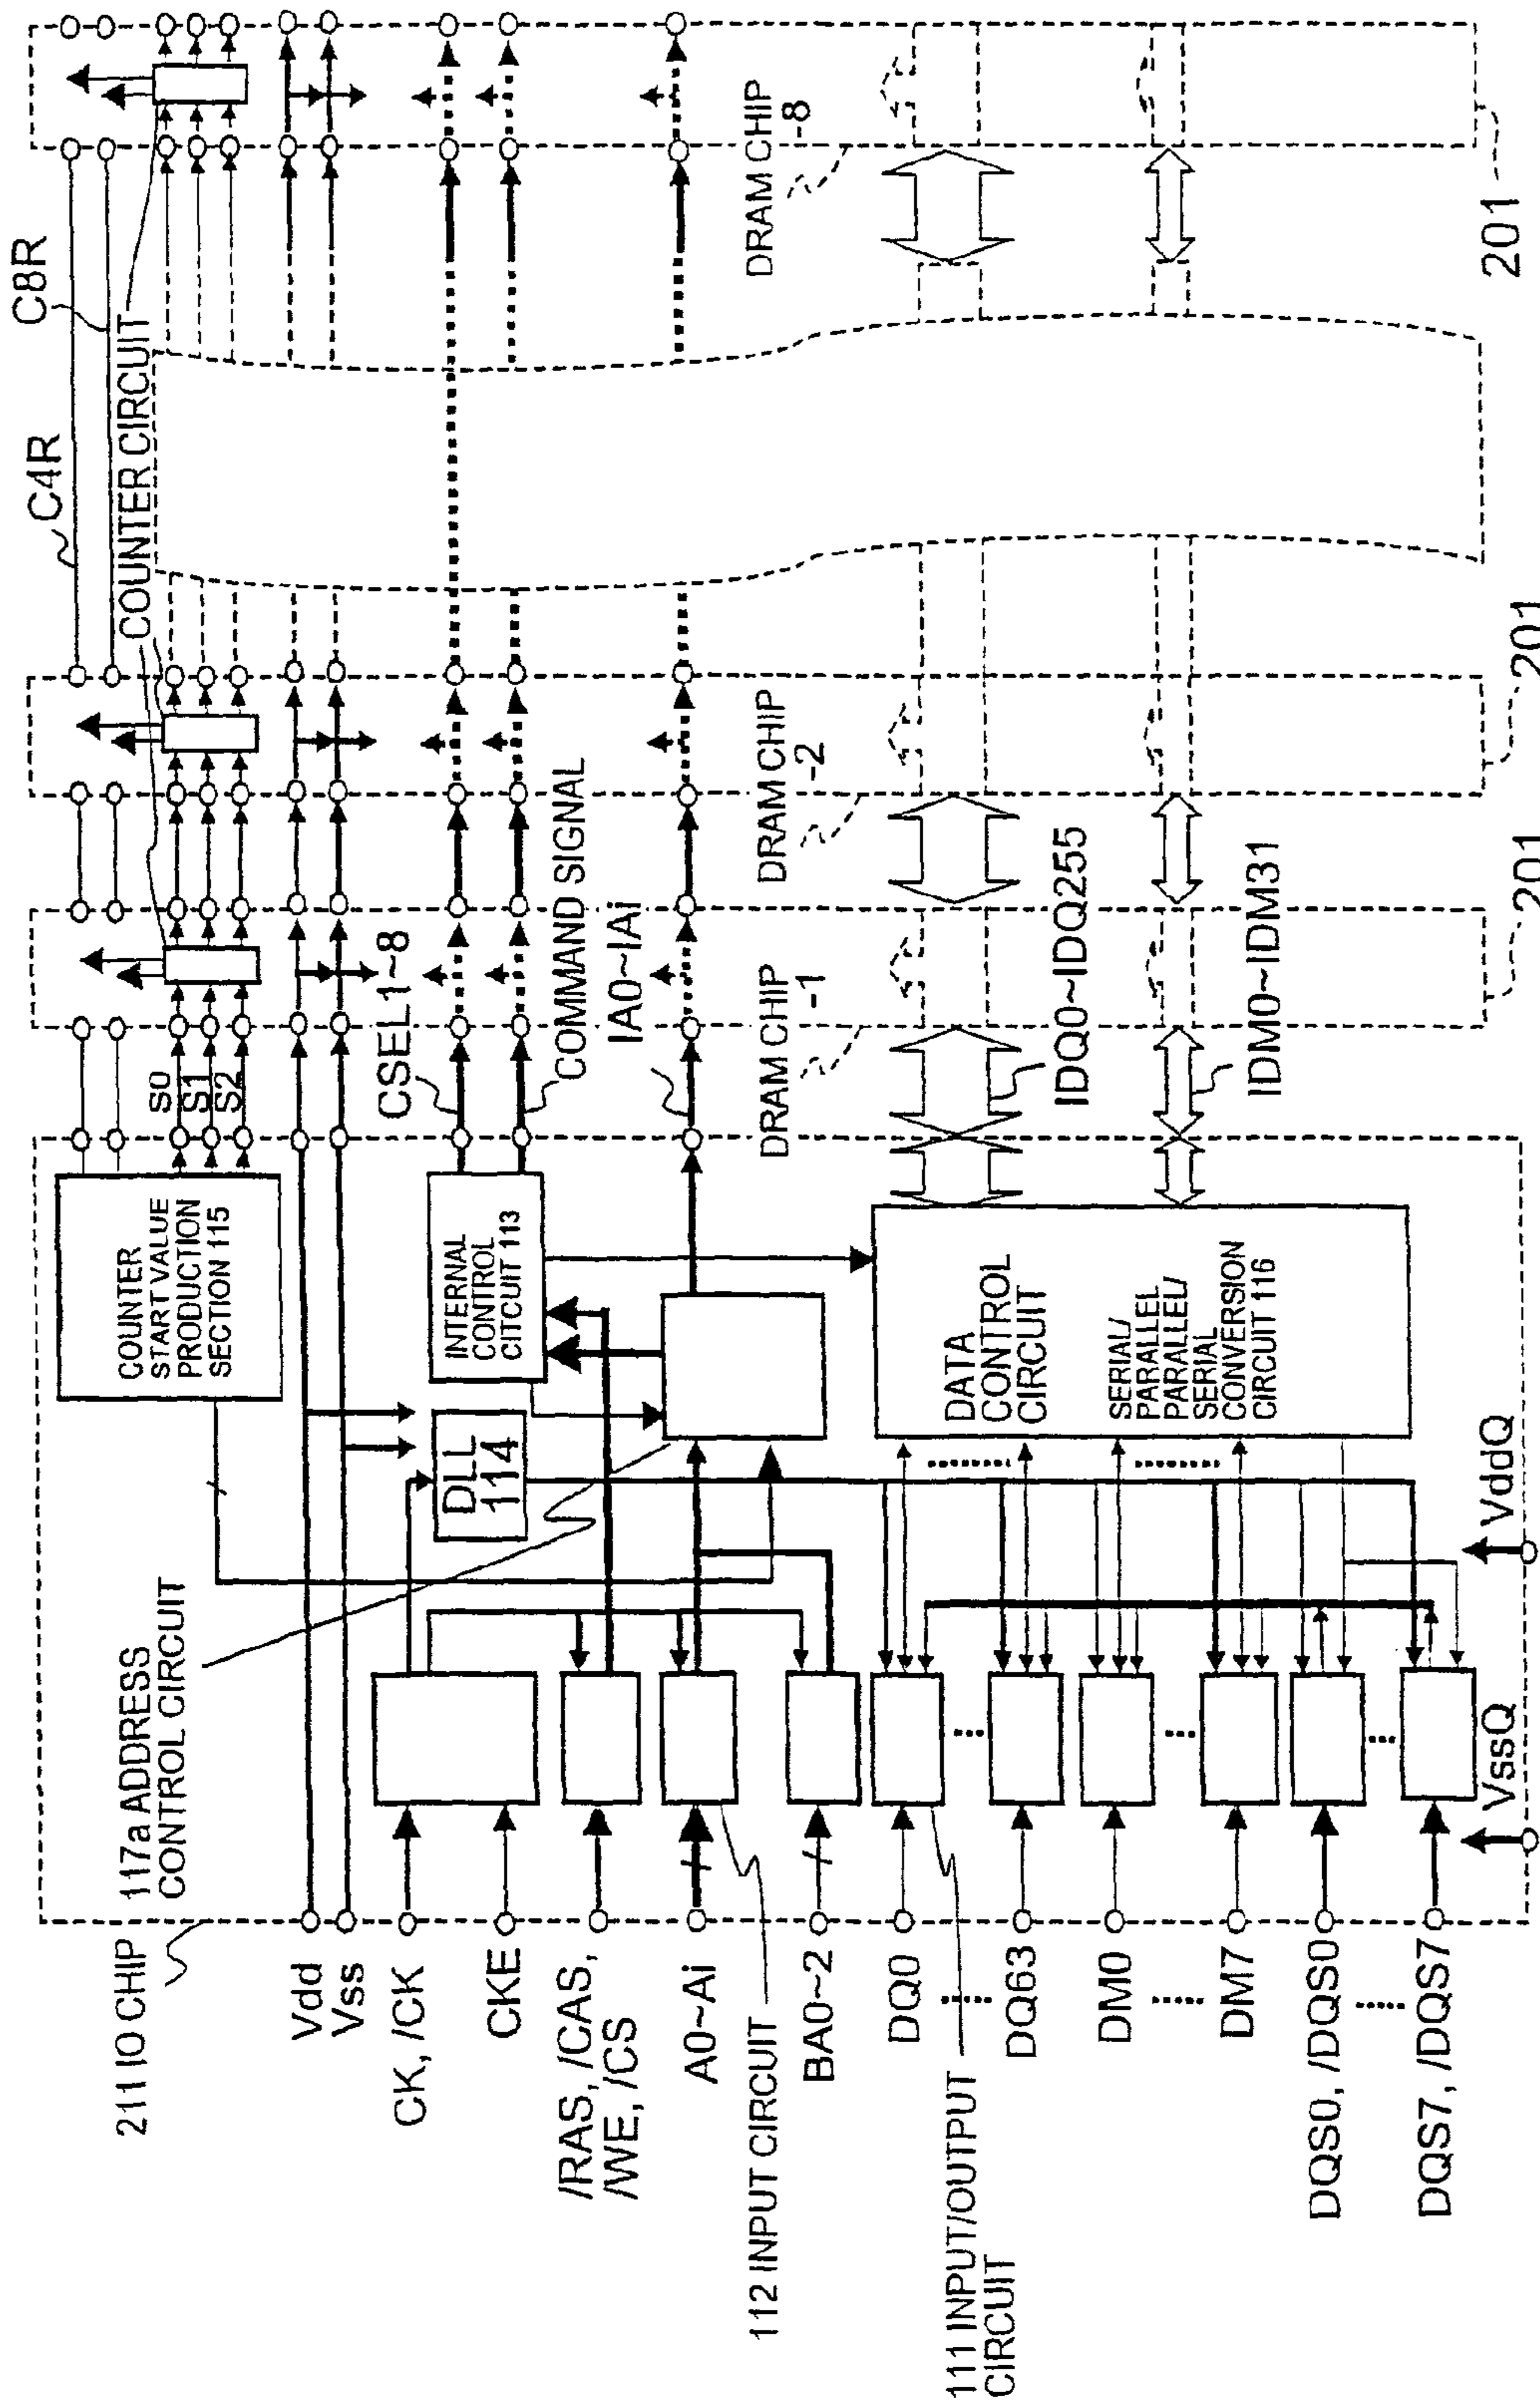 211 IO CHIP
117a ADDRESS
CONTROL CIRCUIT
COUNTER
START VALUE
PRODUCTION
SECTION 115
S0
S1
S2
C4R
C8R
COUNTER CIRCUIT
Vdd
Vss
CK, /CK
CKE
/RAS, /CAS,
/WE, /CS
A0~Ai
112 INPUT CIRCUIT
BA0~2
DQ0
DQ63
111 INPUT/OUTPUT
CIRCUIT
DM0
DM7
DQS0, /DQS0
DQS7, /DQS7
VssQ
VddQ
DLL
114
INTERNAL
CONTROL
CITCUIT 113
DATA
CONTROL
CIRCUIT
SERIAL/
PARALLEL
PARALLEL/
SERIAL
CONVERSION
CIRCUIT 116
CSEL1~8
COMMAND SIGNAL
IA0~IAi
DRAM CHIP
-1
DRAM CHIP
-2
DRAM CHIP
-8
IDQ0~IDQ255
IDM0~IDM31
201
201
201